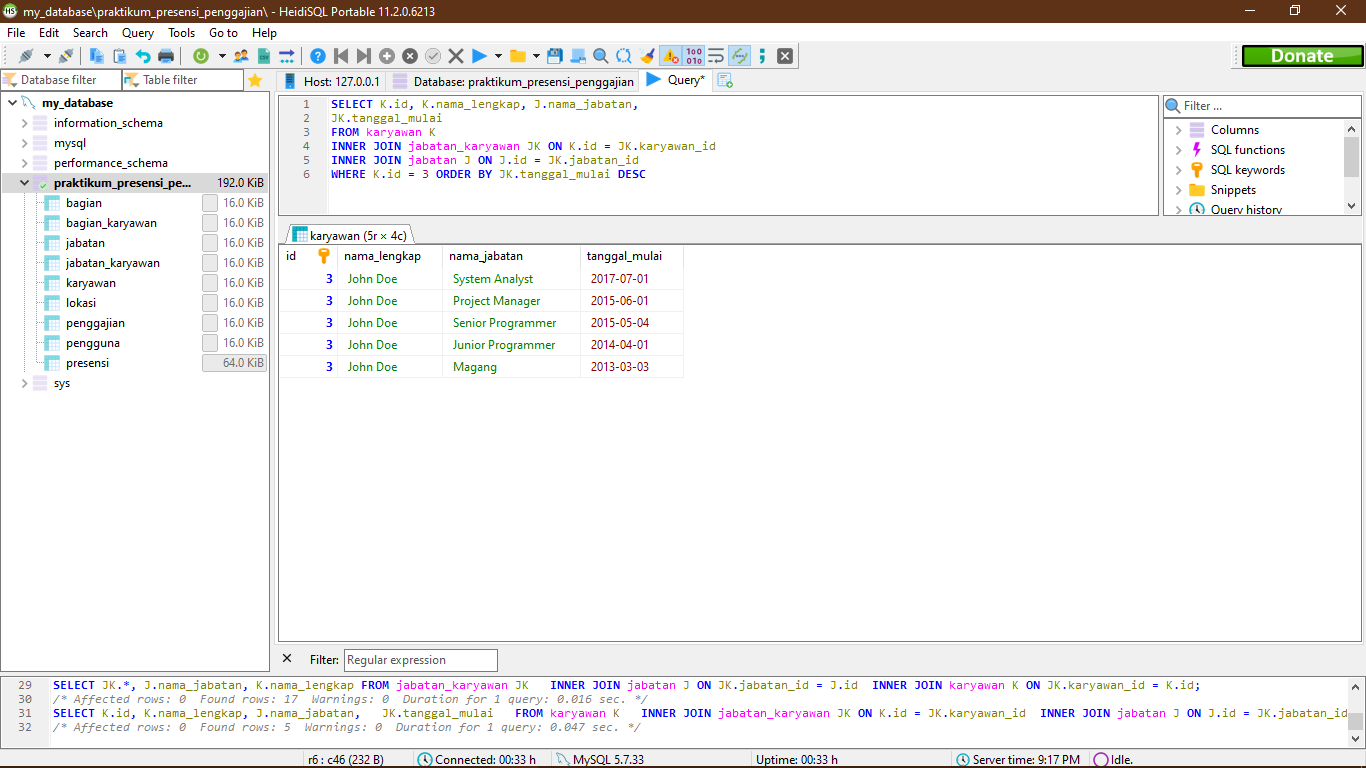 my_database\praktikum_presensi_penggajian\ - HeidiSQL Portable 11.2.0.6213
File Edit Search Query Tools Go to Help
Donate
Database filter Table filter
Host: 127.0.0.1 Database: praktikum_presensi_penggajian Query*
my_database
information_schema
mysql
performance_schema
praktikum_presensi_pe... 192.0 KiB
bagian 16.0 KiB
bagian_karyawan 16.0 KiB
jabatan 16.0 KiB
jabatan_karyawan 16.0 KiB
karyawan 16.0 KiB
lokasi 16.0 KiB
penggajian 16.0 KiB
pengguna 16.0 KiB
presensi 64.0 KiB
sys
1 SELECT K.id, K.nama_lengkap, J.nama_jabatan,
2 JK.tanggal_mulai
3 FROM karyawan K
4 INNER JOIN jabatan_karyawan JK ON K.id = JK.karyawan_id
5 INNER JOIN jabatan J ON J.id = JK.jabatan_id
6 WHERE K.id = 3 ORDER BY JK.tanggal_mulai DESC
Filter ...
Columns
SQL functions
SQL keywords
Snippets
Query history
karyawan (5r × 4c)
id nama_lengkap nama_jabatan tanggal_mulai
3 John Doe System Analyst 2017-07-01
3 John Doe Project Manager 2015-06-01
3 John Doe Senior Programmer 2015-05-04
3 John Doe Junior Programmer 2014-04-01
3 John Doe Magang 2013-03-03
Filter: Regular expression
29 SELECT JK.*, J.nama_jabatan, K.nama_lengkap FROM jabatan_karyawan JK INNER JOIN jabatan J ON JK.jabatan_id = J.id INNER JOIN karyawan K ON JK.karyawan_id = K.id;
30 /* Affected rows: 0 Found rows: 17 Warnings: 0 Duration for 1 query: 0.016 sec. */
31 SELECT K.id, K.nama_lengkap, J.nama_jabatan, JK.tanggal_mulai FROM karyawan K INNER JOIN jabatan_karyawan JK ON K.id = JK.karyawan_id INNER JOIN jabatan J ON J.id = JK.jabatan_id
32 /* Affected rows: 0 Found rows: 5 Warnings: 0 Duration for 1 query: 0.047 sec. */
r6 : c46 (232 B) Connected: 00:33 h MySQL 5.7.33 Uptime: 00:33 h Server time: 9:17 PM Idle.